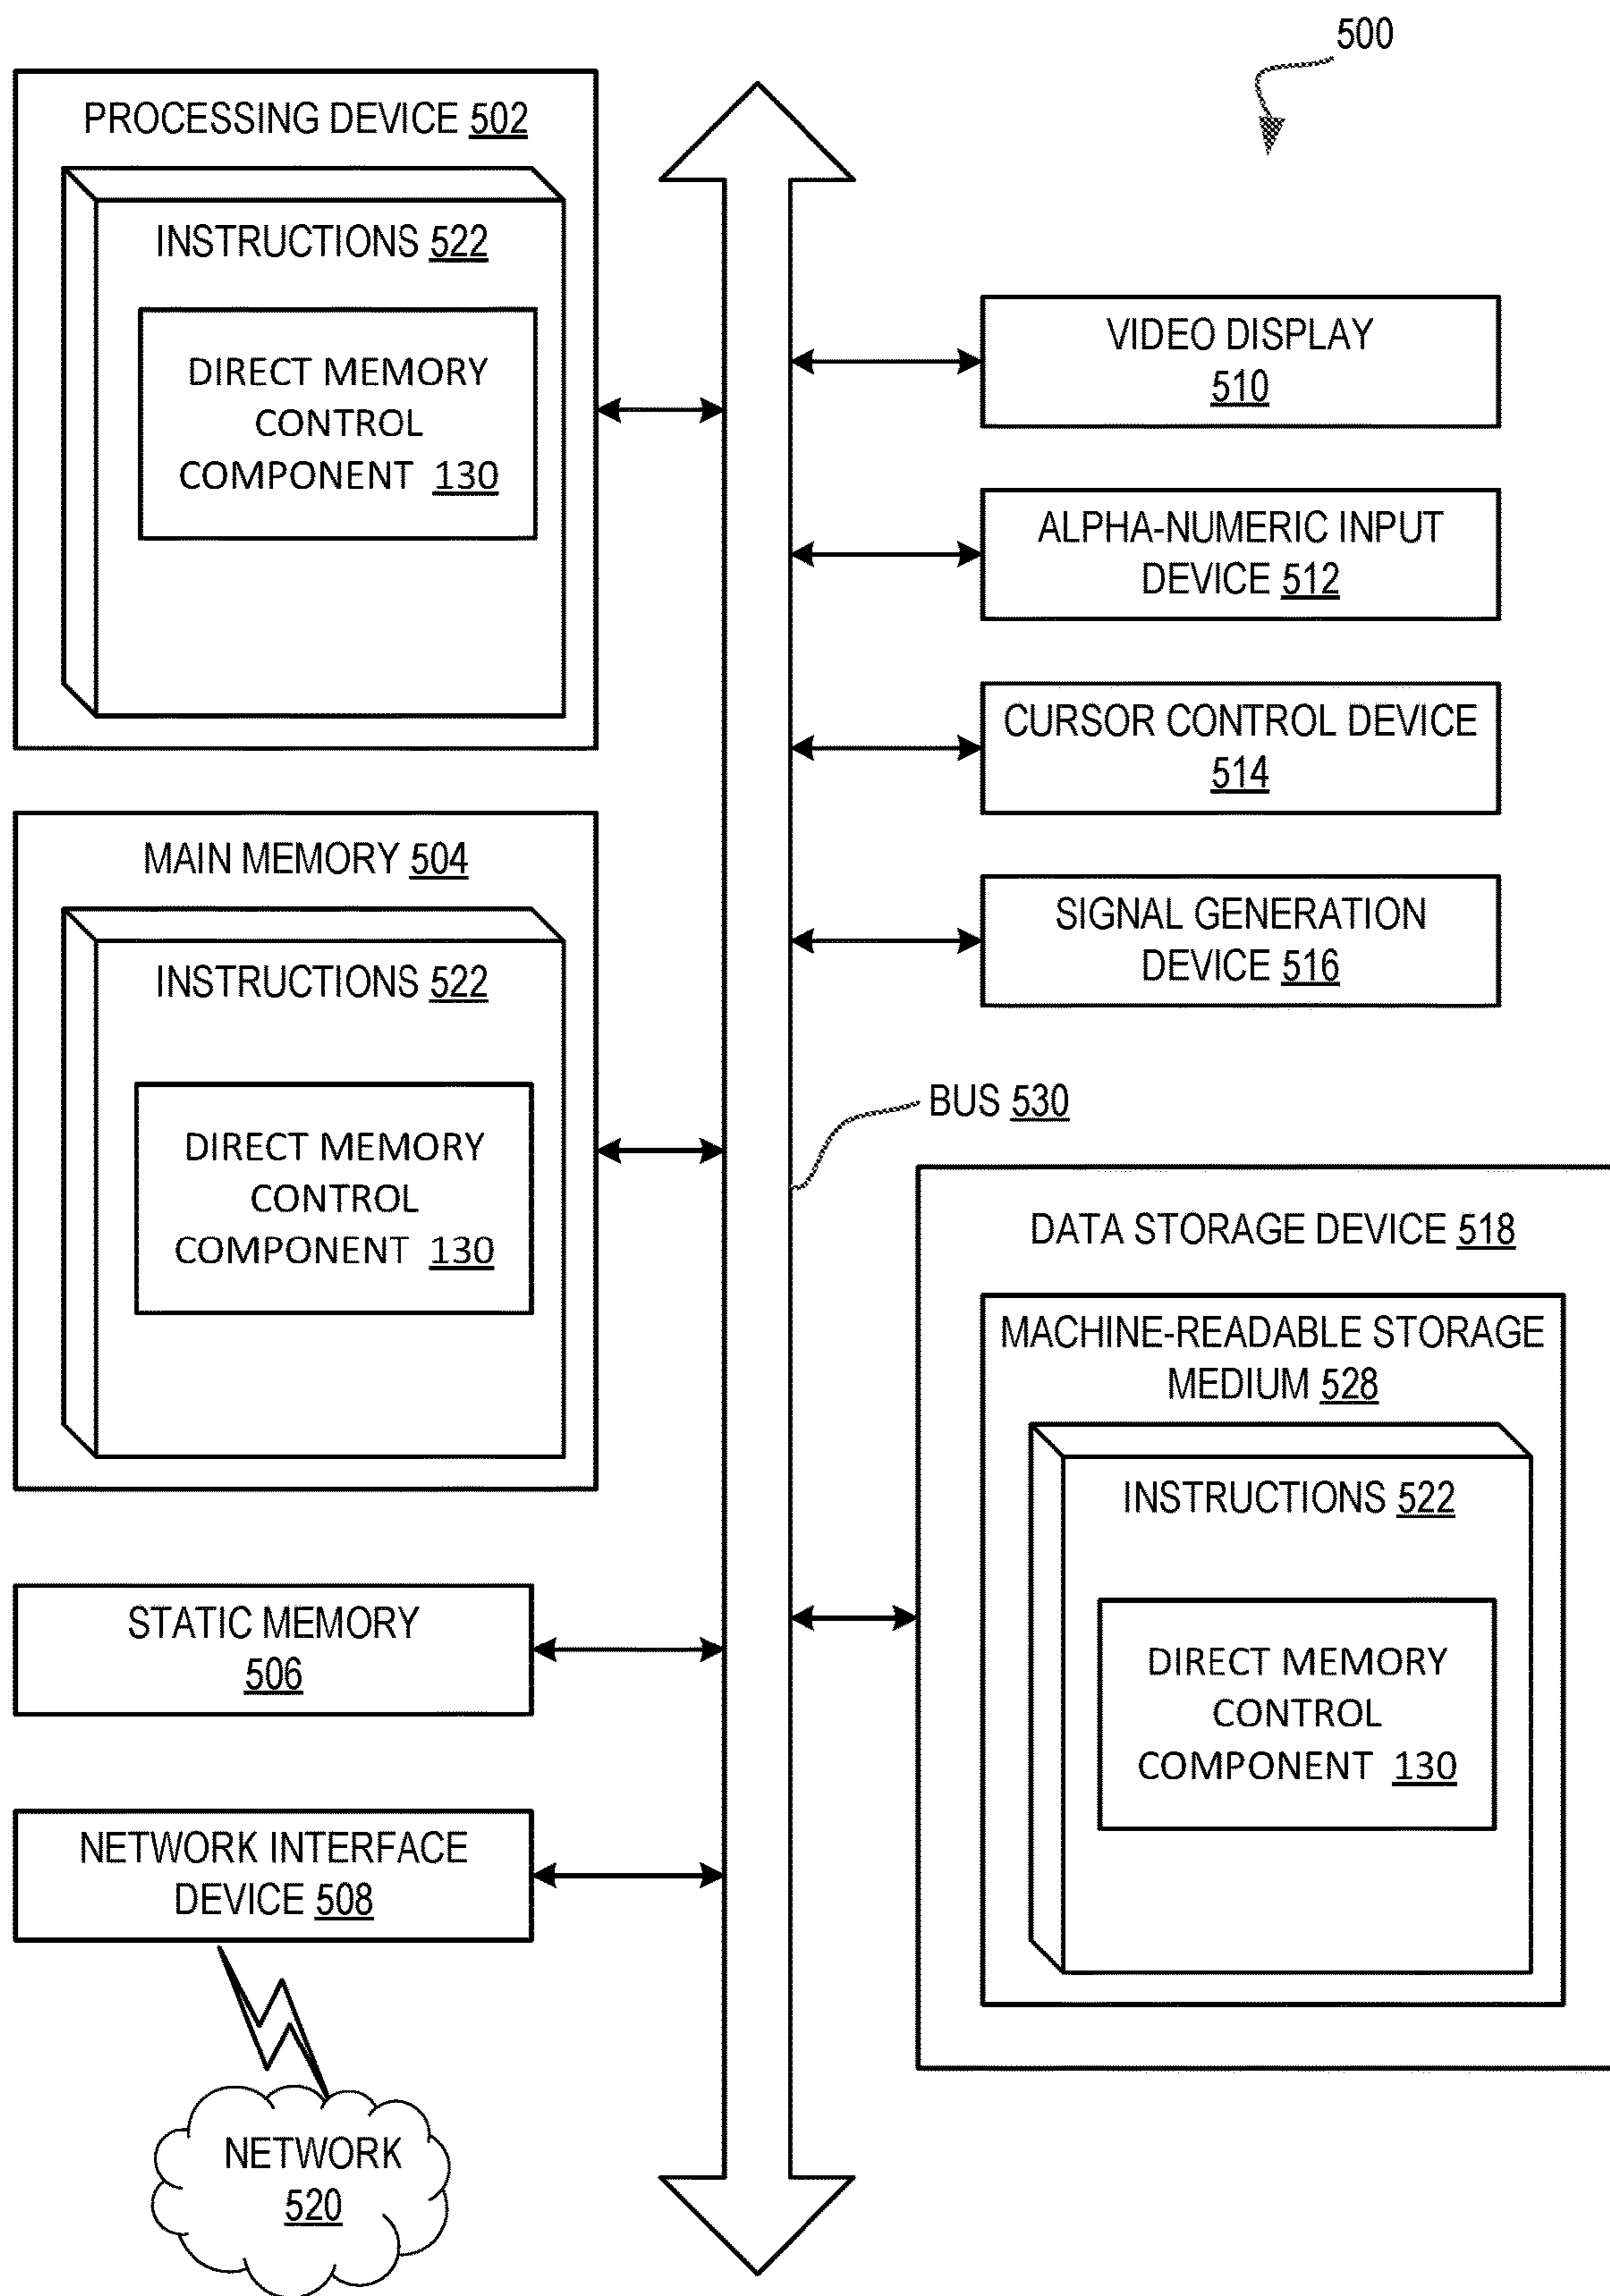 500
PROCESSING DEVICE 502
INSTRUCTIONS 522
DIRECT MEMORY
CONTROL
COMPONENT 130
MAIN MEMORY 504
INSTRUCTIONS 522
DIRECT MEMORY
CONTROL
COMPONENT 130
STATIC MEMORY
506
NETWORK INTERFACE
DEVICE 508
NETWORK
520
VIDEO DISPLAY
510
ALPHA-NUMERIC INPUT
DEVICE 512
CURSOR CONTROL DEVICE
514
SIGNAL GENERATION
DEVICE 516
BUS 530
DATA STORAGE DEVICE 518
MACHINE-READABLE STORAGE
MEDIUM 528
INSTRUCTIONS 522
DIRECT MEMORY
CONTROL
COMPONENT 130